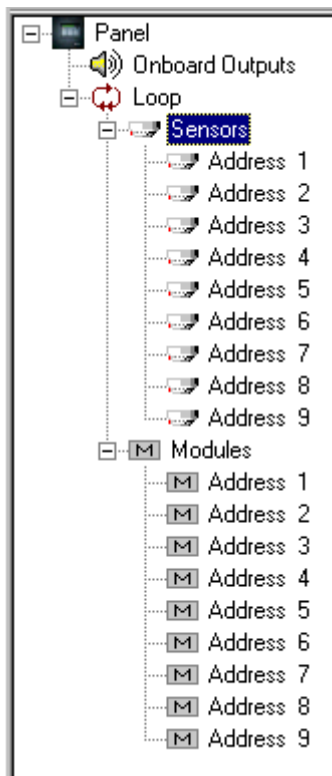 Panel
Onboard Outputs
Loop
Sensors
Address 1
Address 2
Address 3
Address 4
Address 5
Address 6
Address 7
Address 8
Address 9
M Modules
M Address 1
M Address 2
M Address 3
M Address 4
M Address 5
M Address 6
M Address 7
M Address 8
M Address 9